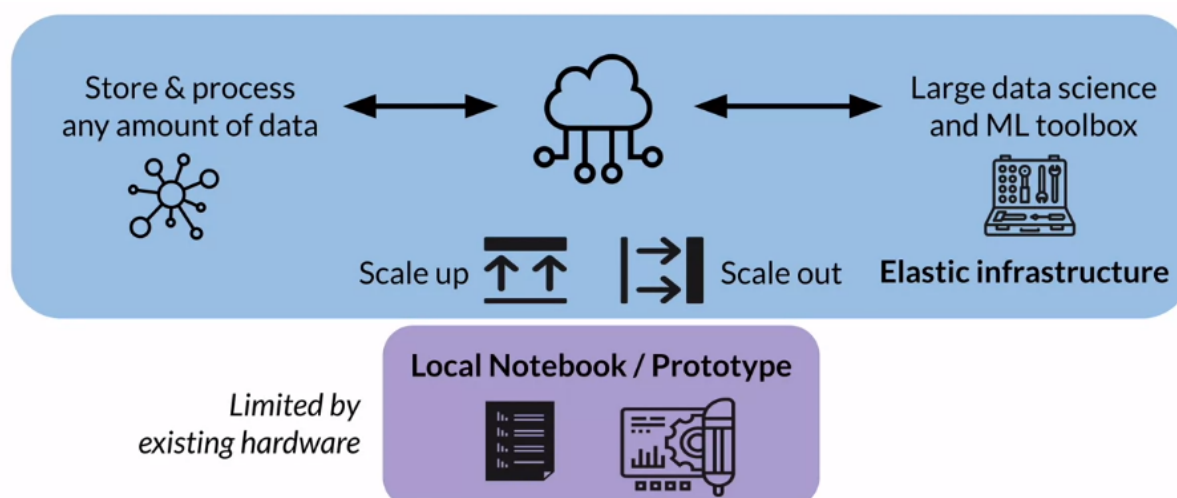 Store & process
any amount of data
Large data science
and ML toolbox
Scale up
Scale out
Elastic infrastructure
Local Notebook / Prototype
Limited by
existing hardware